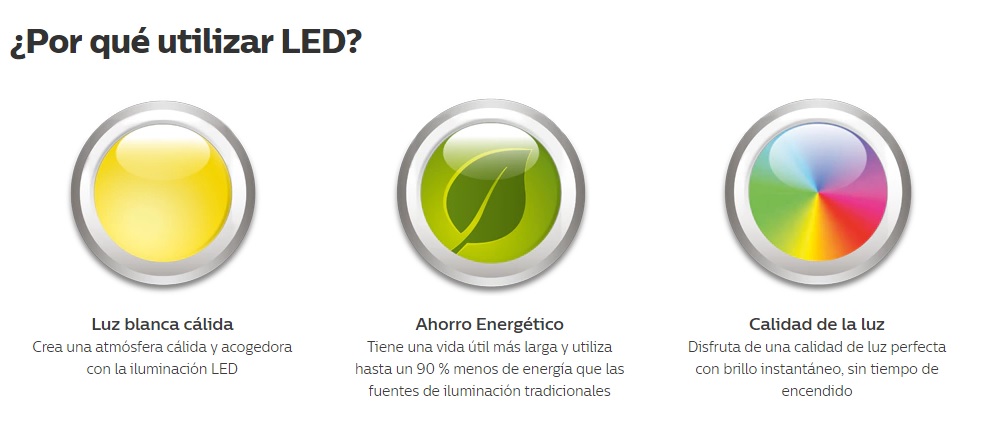 ¿Por qué utilizar LED?
Luz blanca cálida
Crea una atmósfera cálida y acogedora
con la iluminación LED
Ahorro Energético
Tiene una vida útil más larga y utiliza
hasta un 90 % menos de energía que las
fuentes de iluminación tradicionales
Calidad de la luz
Disfruta de una calidad de luz perfecta
con brillo instantáneo, sin tiempo de
encendido